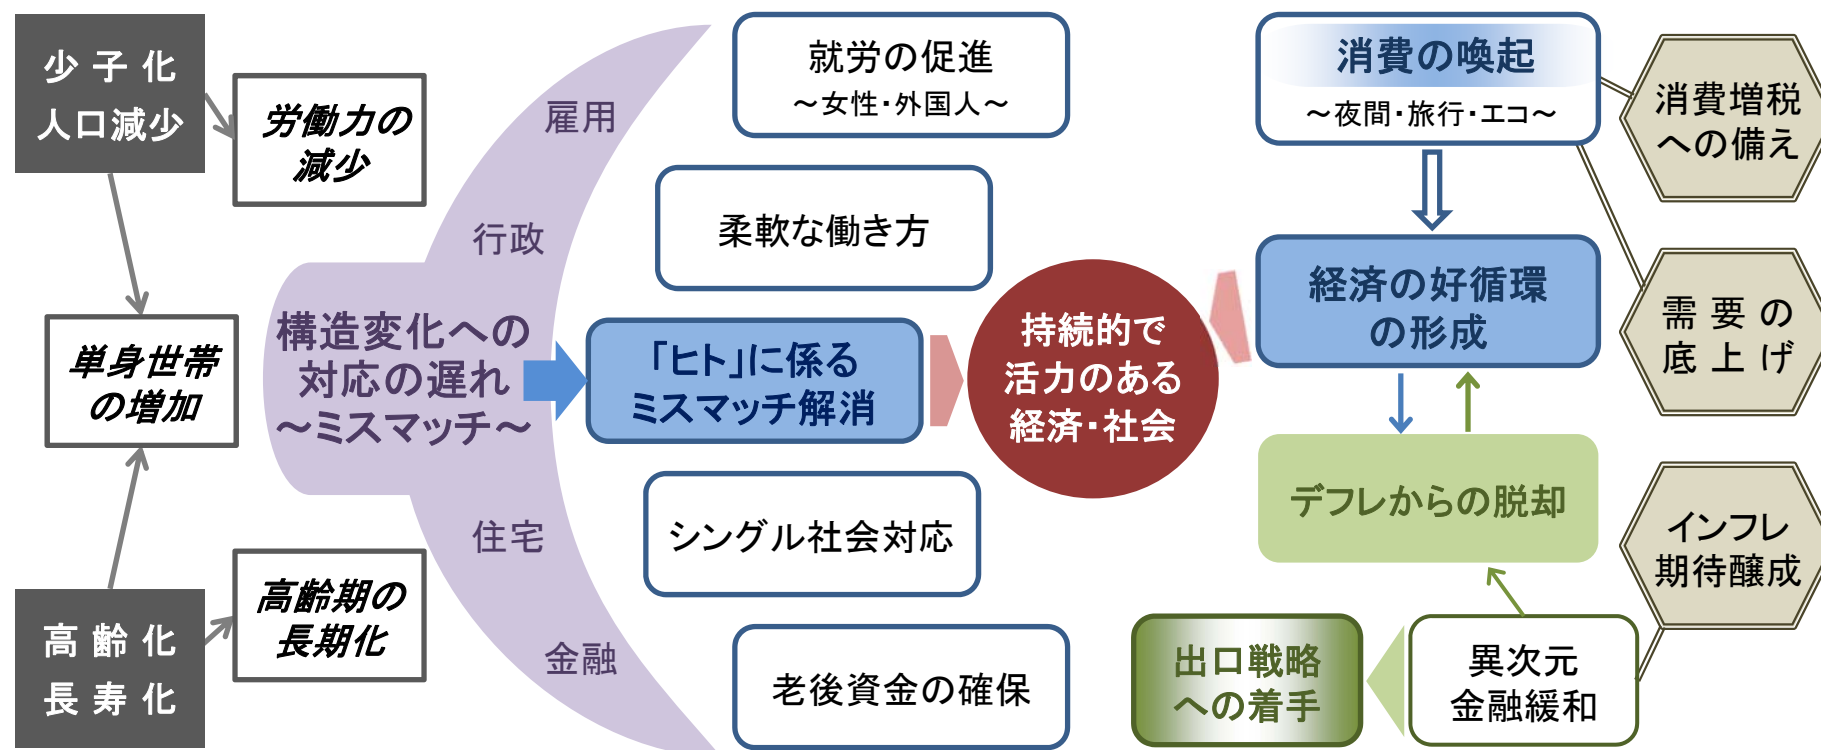 少子化
人口減少
労働力の
減少
単身世帯
の増加
高齢化
長寿化
高齢期の
長期化
雇用
行政
構造変化への
対応の遅れ
～ミスマッチ～
住宅
金融
就労の促進
～女性・外国人～
柔軟な働き方
「ヒト」に係る
ミスマッチ解消
シングル社会対応
老後資金の確保
持続的で
活力のある
経済・社会
消費の喚起
～夜間・旅行・エコ～
経済の好循環
の形成
デフレからの脱却
出口戦略
への着手
異次元
金融緩和
消費増税
への備え
需要の
底上げ
インフレ
期待醸成